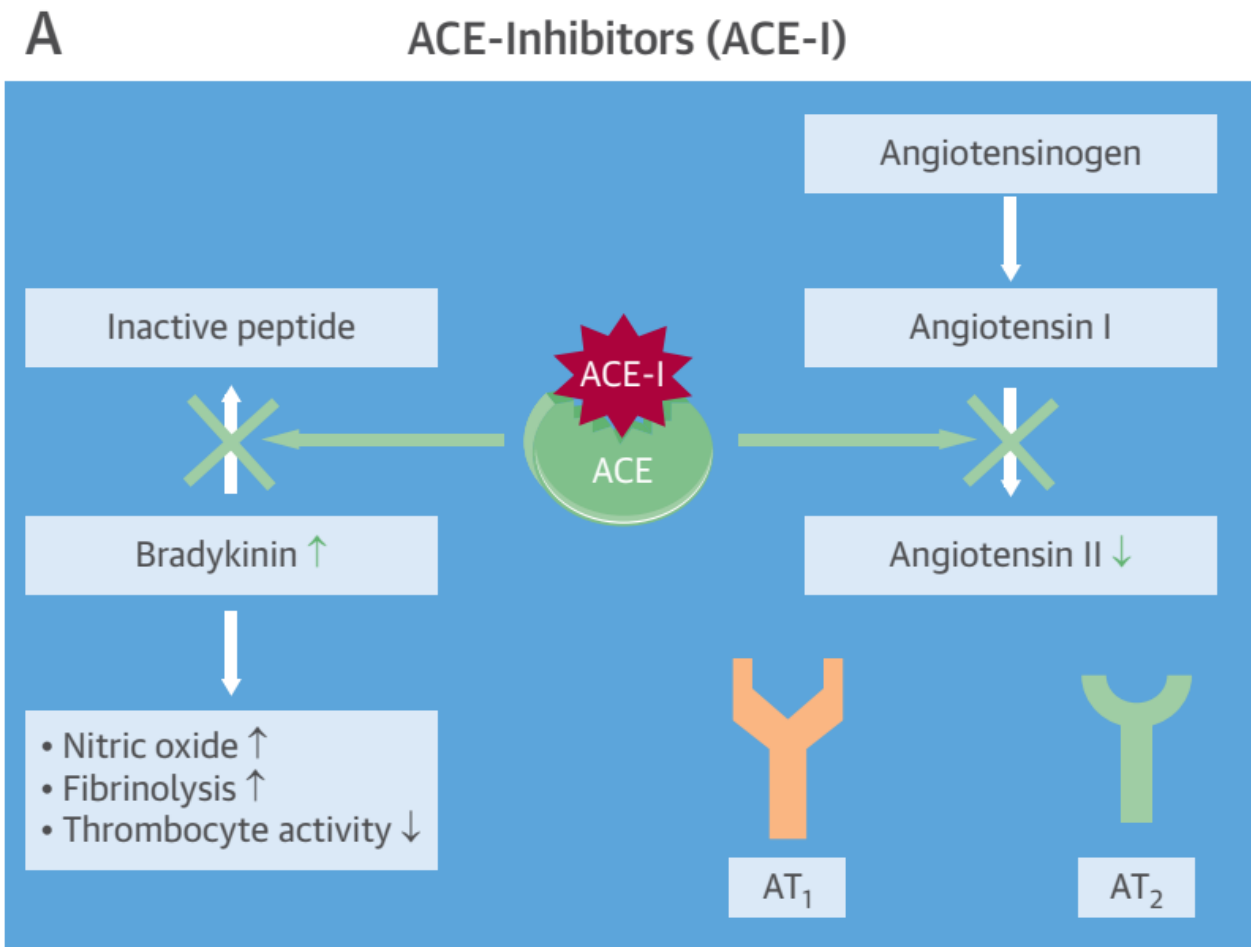 A
ACE-Inhibitors (ACE-I)
Angiotensinogen
Inactive peptide
ACE-I
Angiotensin I
ACE
Bradykinin ↑
Angiotensin II ↓
• Nitric oxide ↑
• Fibrinolysis ↑
• Thrombocyte activity ↓
AT₁
AT₂